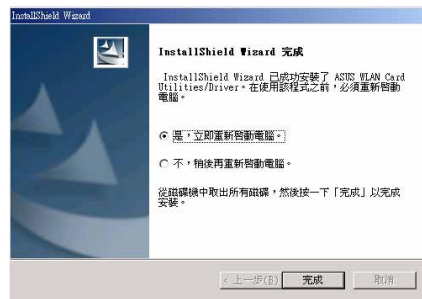 InstallShield Wizard
InstallShield Wizard 完成
InstallShield Wizard 已成功安裝了 ASUS WLAN Card
Utilities/Driver。在使用該程式之前，必須重新啓動
電腦。
是，立即重新啓動電腦。
不，稍後再重新啓動電腦。
從磁碟機中取出所有磁碟，然後按一下「完成」以完成
安裝。
< 上一步(B)
完成
取消